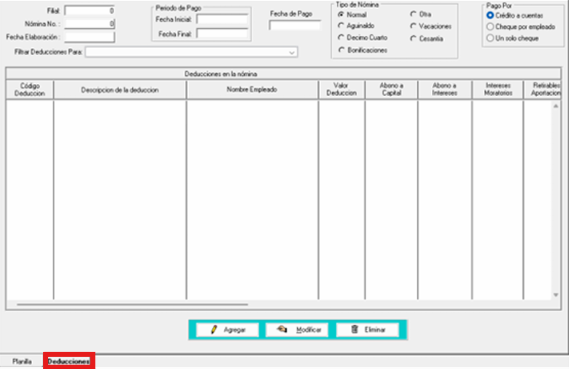 Filial: 0
Nómina No. : 0
Fecha Elaboración :
Periodo de Pago
Fecha Inicial:
Fecha Final:
Fecha de Pago
Tipo de Nómina
Normal
Otra
Aguinaldo
Vacaciones
Decimo Cuarto
Cesantía
Bonificaciones
Pago Por
Crédito a cuentas
Cheque por empleado
Un solo cheque
Filtrar Deducciones Para:
Deducciones en la nómina
Código Deduccion
Descripcion de la deduccion
Nombre Empleado
Valor Deduccion
Abono a Capital
Abono a Intereses
Intereses Moratorios
Retirables Aportacion
Agregar
Modificar
Eliminar
Planilla
Deducciones